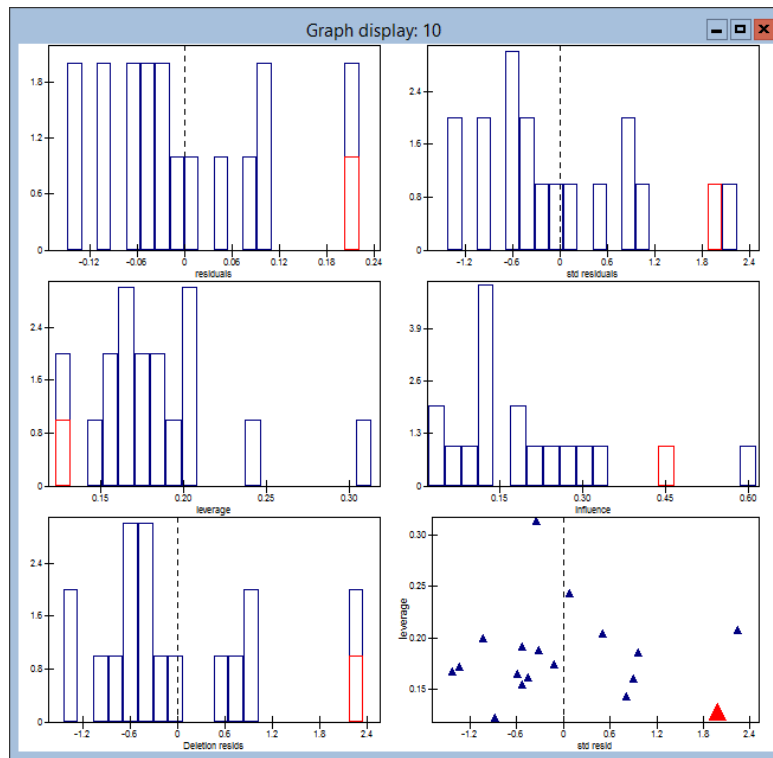 Graph display: 10
1.8
1.2
0.6
0
-0.12 -0.06 0 0.06 0.12 0.18 0.24
residuals
2.4
1.6
0.8
0
-1.2 -0.6 0 0.6 1.2 1.8 2.4
std residuals
2.4
1.6
0.8
0
0.15 0.20 0.25 0.30
leverage
3.9
2.6
1.3
0
0.15 0.30 0.45 0.60
Influence
2.4
1.6
0.8
0
-1.2 -0.6 0 0.6 1.2 1.8 2.4
Deletion resids
leverage
0.30
0.25
0.20
0.15
-1.2 -0.6 0 0.6 1.2 1.8 2.4
std resid